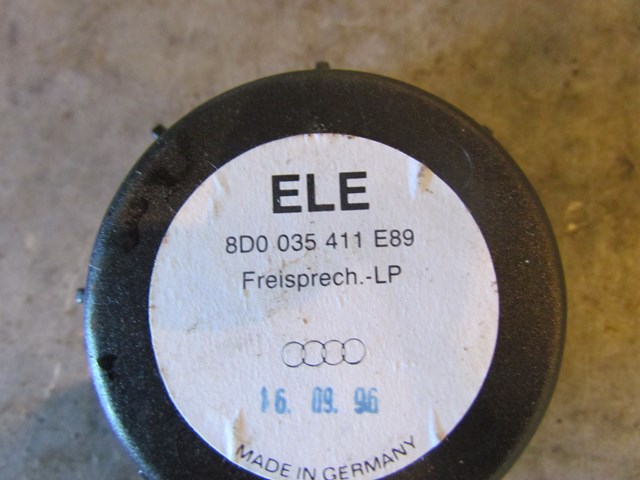 ELE
8D0 035 411 E89
Freisprech.-LP
16. 09. 96
MADE IN GERMANY